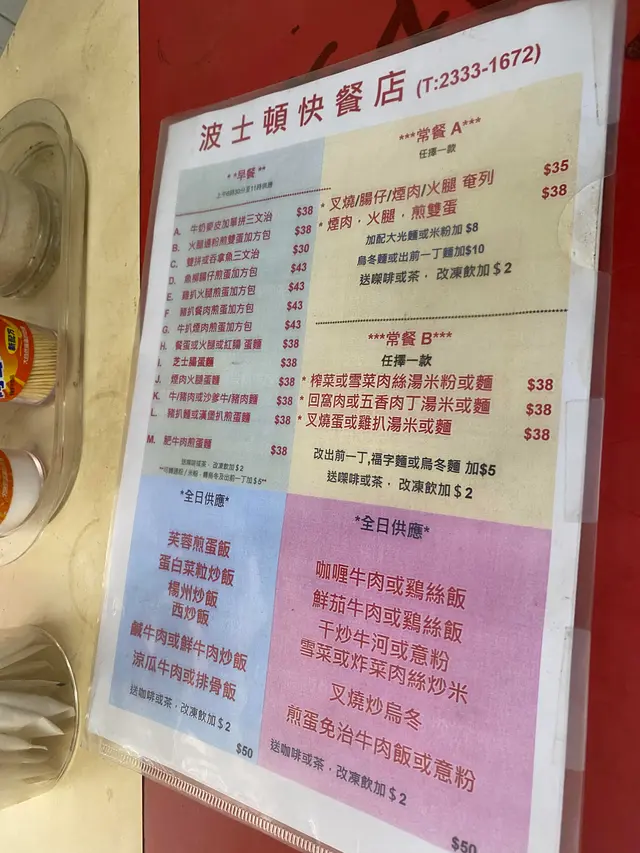 波士頓快餐店 (T:2333-1672)
**早餐**
A. 牛奶麥皮加單拼三文治 $38
B. 火腿通粉煎雙蛋加方包 $38
C. 雙拼或吞拿魚三文治 $30
D. 魚柳腸仔煎蛋加方包 $43
E. 雞扒火腿煎蛋加方包 $43
F 豬扒餐肉煎蛋加方包 $43
G. 牛扒煙肉煎蛋加方包 $43
H. 餐蛋或火腿或紅腸 蛋麵 $38
I. 芝士腸蛋麵 $38
J. 煙肉火腿蛋麵 $38
K. 牛/豬肉或沙爹牛/豬肉麵 $38
L. 豬扒麵或漢堡扒煎蛋麵 $38
M. 肥牛肉煎蛋麵 $38
送咖啡或茶．改凍飲加 $2
***常餐 A***
任擇一款
* 叉燒/腸仔/煙肉/火腿 奄列 $35
* 煙肉．火腿．煎雙蛋 $38
加配大光麵或米粉加 $8
烏冬麵或出前一丁麵加$10
送咖啡或茶．改凍飲加 $2
***常餐 B***
任擇一款
* 榨菜或雪菜肉絲湯米粉或麵 $38
* 回窩肉或五香肉丁湯米或麵 $38
* 叉燒蛋或雞扒湯米或麵 $38
改出前一丁,福字麵或烏冬麵 加$5
送咖啡或茶．改凍飲加 $2
*全日供應*
芙蓉煎蛋飯
蛋白菜粒炒飯
楊州炒飯
西炒飯
鹹牛肉或鮮牛肉炒飯
涼瓜牛肉或排骨飯
送咖啡或茶．改凍飲加 $2
$50
*全日供應*
咖喱牛肉或鷄絲飯
鮮茄牛肉或鷄絲飯
干炒牛河或意粉
雪菜或炸菜肉絲炒米
叉燒炒烏冬
煎蛋免治牛肉飯或意粉
送咖啡或茶．改凍飲加 $2
$50